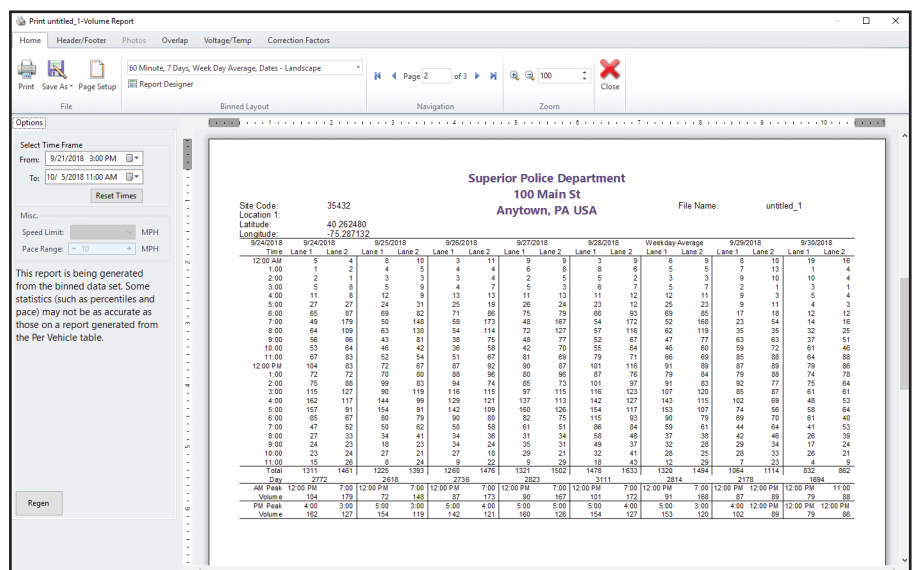 Print untitled_1-Volume Report
Home Header/Footer Photos Overlap Voltage/Temp Correction Factors
60 Minute, 7 Days, Week Day Average, Dates - Landscape
Page 2 of 3
100
Print Save As Page Setup
Report Designer
Close
File Binned Layout Navigation Zoom
Options
1 2 3 4 5 6 7 8 9 10
Select Time Frame
From: 9/21/2018 3:00 PM
To: 10/ 5/2018 11:00 AM
Reset Times
Misc.
Speed Limit: MPH
Pace Range: - 10 + MPH
This report is being generated
from the binned data set. Some
statistics (such as percentiles and
pace) may not be as accurate as
those on a report generated from
the Per Vehicle table.
Regen
Superior Police Department
100 Main St
Anytown, PA USA
Site Code: 35432
File Name: untitled_1
Location 1:
Latitude: 40.262480
Longitude: -75.287132
9/24/2018 9/24/2018 9/25/2018 9/26/2018 9/27/2018 9/28/2018 Weekday Average 9/29/2018 9/30/2018
Time Lane 1 Lane 2 Lane 1 Lane 2 Lane 1 Lane 2 Lane 1 Lane 2 Lane 1 Lane 2 Lane 1 Lane 2 Lane 1 Lane 2 Lane 1 Lane 2
12:00 AM 5 4 8 10 3 11 9 9 3 9 6 9 8 10 19 16
1:00 1 2 4 5 4 4 6 8 8 6 5 5 7 13 1 4
2:00 2 1 3 3 3 4 2 5 5 2 3 3 9 10 10 4
3:00 5 8 5 9 4 7 5 3 6 7 5 7 2 1 3 1
4:00 11 8 12 9 13 13 11 13 11 12 12 11 9 3 5 4
5:00 27 27 24 31 25 19 26 24 23 12 25 23 9 11 4 3
6:00 65 87 69 82 71 86 75 79 66 93 69 85 17 18 12 12
7:00 49 179 50 148 58 173 48 167 54 172 52 168 23 54 14 16
8:00 64 109 63 130 54 114 72 127 57 116 62 119 35 35 32 25
9:00 56 86 43 81 38 75 48 77 52 67 47 77 63 63 37 51
10:00 53 64 46 42 36 58 42 70 55 64 46 60 59 72 61 46
11:00 67 83 52 54 51 67 81 69 79 71 66 69 85 88 64 88
12:00 PM 104 83 72 67 87 92 90 87 101 116 91 89 87 89 79 86
1:00 72 72 70 80 88 96 80 96 87 76 79 84 79 88 74 78
2:00 75 88 99 83 94 74 85 73 101 97 91 83 92 77 75 64
3:00 115 127 90 119 116 115 97 115 116 123 107 120 85 87 61 61
4:00 162 117 144 99 129 121 137 113 142 127 143 115 102 69 48 53
5:00 157 91 154 91 142 109 160 126 154 117 153 107 74 56 58 64
6:00 85 67 80 79 90 80 82 75 115 93 90 79 69 70 61 40
7:00 47 52 50 62 50 58 61 51 86 84 59 61 44 64 41 53
8:00 27 33 34 41 34 36 31 34 58 48 37 38 42 46 26 39
9:00 24 23 18 23 34 24 35 31 49 37 32 28 29 34 17 24
10:00 23 24 27 21 27 18 29 21 32 41 28 25 28 33 26 21
11:00 15 26 8 24 9 22 9 29 18 43 12 29 7 23 4 9
Total 1311 1461 1225 1393 1260 1476 1321 1502 1478 1633 1320 1494 1064 1114 832 862
Day 2772 2618 2736 2823 3111 2814 2178 1694
AM Peak 12:00 PM 7:00 12:00 PM 7:00 12:00 PM 7:00 12:00 PM 7:00 12:00 PM 7:00 12:00 PM 7:00 12:00 PM 12:00 PM 12:00 PM 11:00
Volume 104 179 72 148 87 173 90 167 101 172 91 168 87 89 79 88
PM Peak 4:00 3:00 5:00 3:00 5:00 4:00 5:00 5:00 5:00 4:00 5:00 3:00 4:00 12:00 PM 12:00 PM 12:00 PM
Volume 162 127 154 119 142 121 160 126 154 127 153 120 102 89 79 86